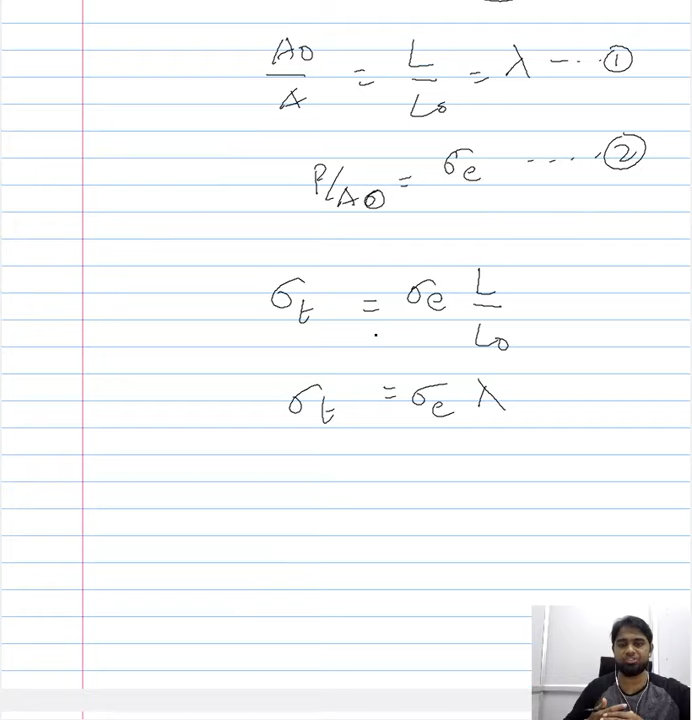 A0/A = L/L0 = λ --- ①
P/A0 = σe ---- ②
σt = σe L/L0
σt = σe λ